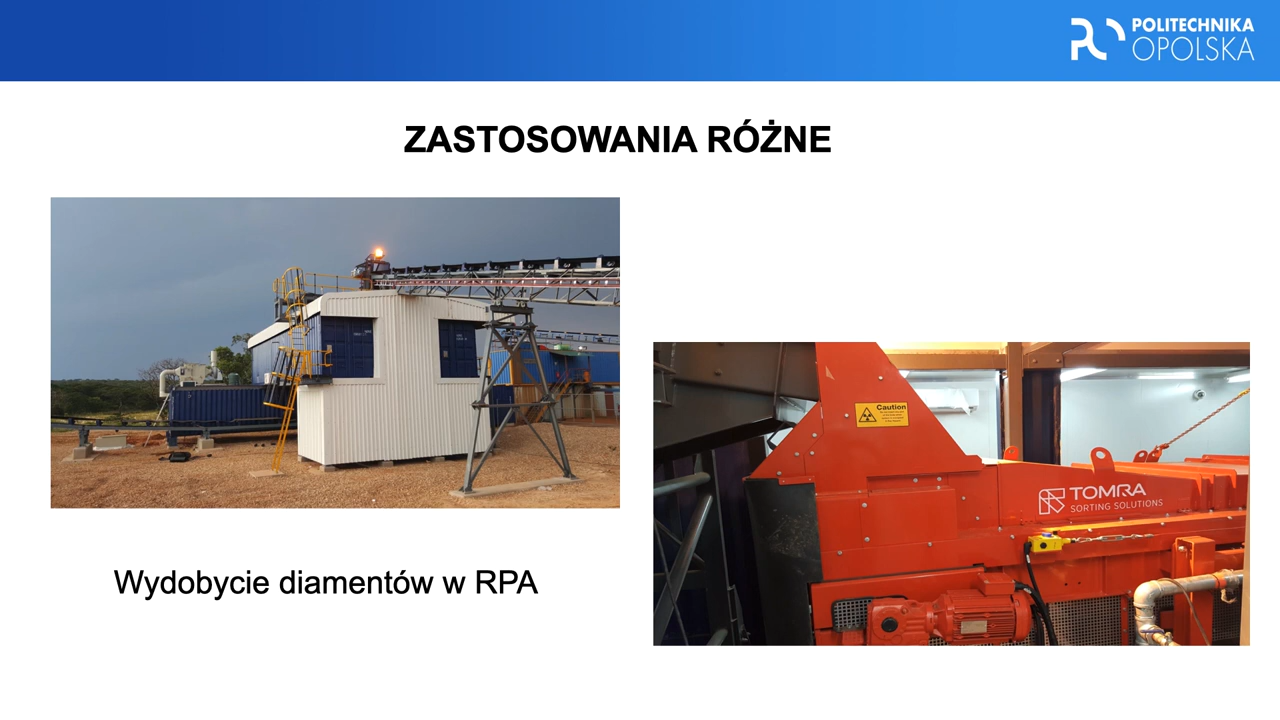 POLITECHNIKA
OPOLSKA
ZASTOSOWANIA RÓŻNE
Caution
TOMRA
SORTING SOLUTIONS
Wydobycie diamentów w RPA